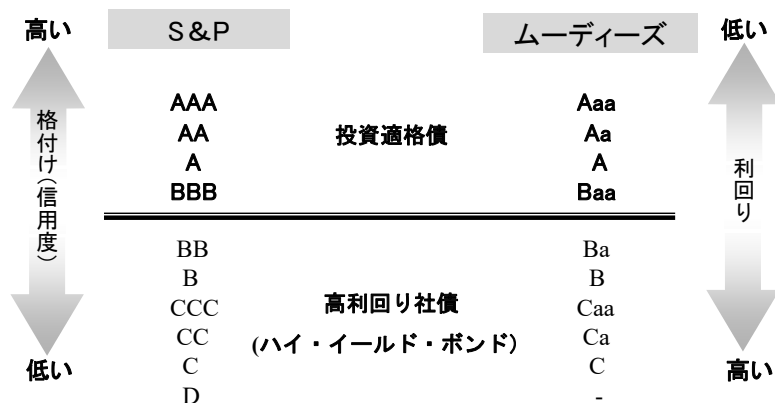 高い S&P ムーディーズ 低い
AAA Aaa
AA 投資適格債 Aa
A A
BBB Baa
格付け(信用度)
利回り
BB Ba
B B
CCC 高利回り社債 Caa
CC (ハイ・イールド・ボンド) Ca
低い C C 高い
D -